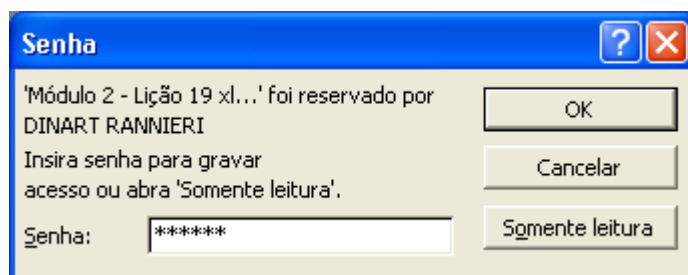 Senha
'Módulo 2 - Lição 19 xl...' foi reservado por
DINART RANNIERI
Insira senha para gravar
acesso ou abra 'Somente leitura'.
Senha: ******
OK
Cancelar
Somente leitura